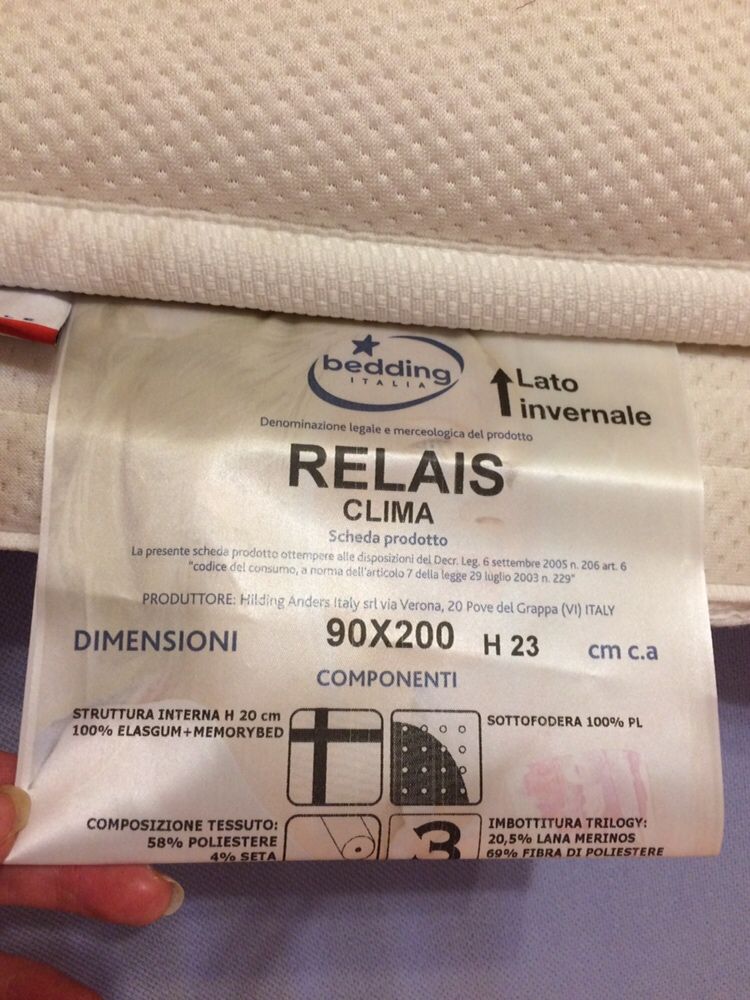 bedding
ITALIA
Lato
invernale
Denominazione legale e merceologica del prodotto
RELAIS
CLIMA
Scheda prodotto
La presente scheda prodotto ottempere alle disposizioni del Decr. Leg. 6 settembre 2005 n. 206 art. 6
"codice del consumo, a norma dell'articolo 7 della legge 29 luglio 2003 n. 229"
PRODUTTORE: Hilding Anders Italy srl via Verona, 20 Pove del Grappa (VI) ITALY
DIMENSIONI 90X200 H 23 cm c.a
COMPONENTI
STRUTTURA INTERNA H 20 cm
100% ELASGUM+MEMORYBED
SOTTOFODERA 100% PL
COMPOSIZIONE TESSUTO:
58% POLIESTERE
4% SETA
3
IMBOTTITURA TRILOGY:
20,5% LANA MERINOS
69% FIBRA DI POLIESTERE